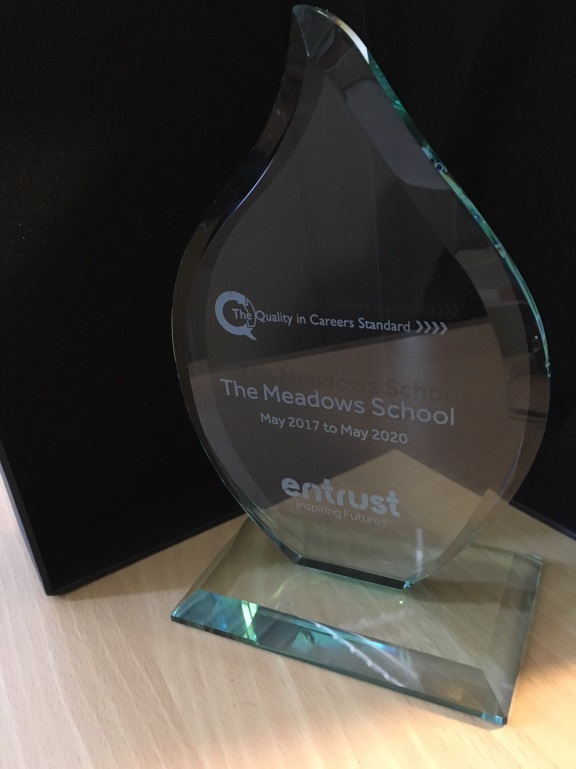 The Quality in Careers Standard ❯❯❯❯
The Meadows School
May 2017 to May 2020
entrust
Inspiring Futures